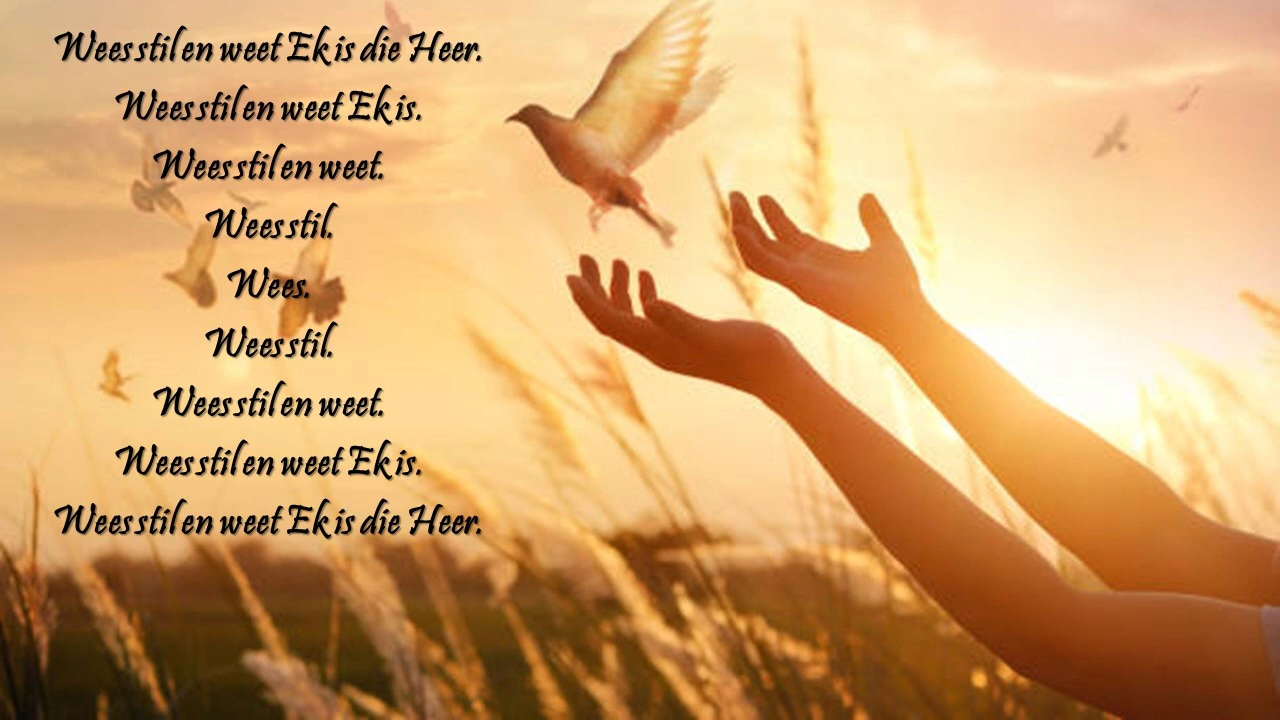 Wees stil en weet Ek is die Heer.
Wees stil en weet Ek is.
Wees stil en weet.
Wees stil.
Wees.
Wees stil.
Wees stil en weet.
Wees stil en weet Ek is.
Wees stil en weet Ek is die Heer.